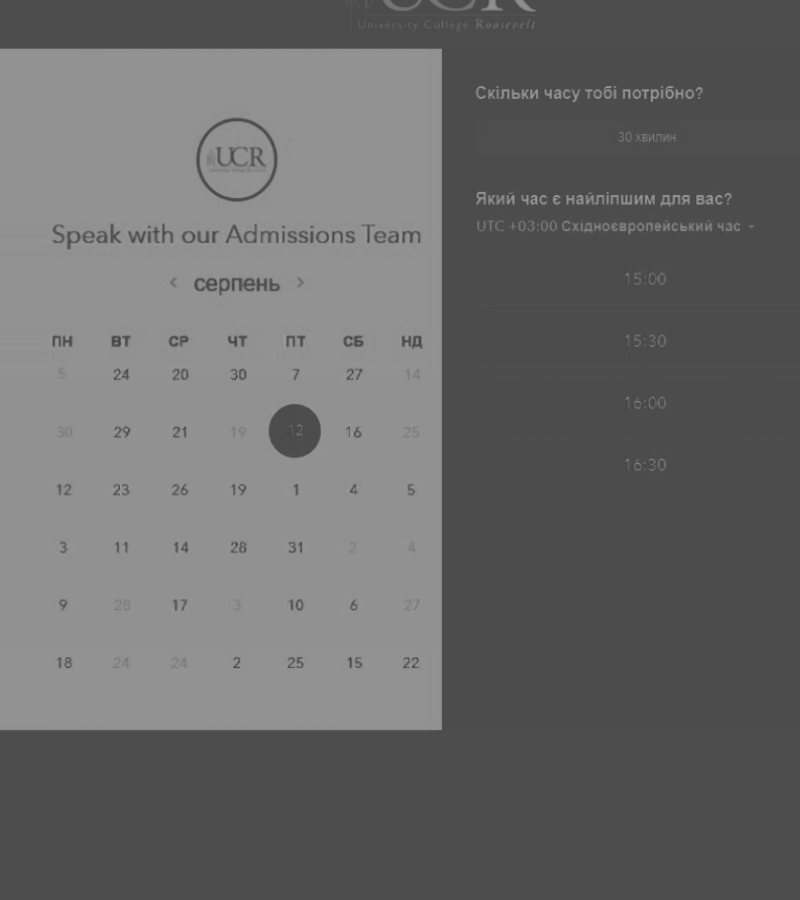 UCR
University College Roosevelt
UCR
Speak with our Admissions Team
‹ серпень ›
ПН ВТ СР ЧТ ПТ СБ НД
5 24 20 30 7 27 14
30 29 21 19 12 16 25
12 23 26 19 1 4 5
3 11 14 28 31 2 4
9 28 17 3 10 6 27
18 24 24 2 25 15 22
Скільки часу тобі потрібно?
30 хвилин
Який час є найліпшим для вас?
UTC +03:00 Східноєвропейський час
15:00
15:30
16:00
16:30